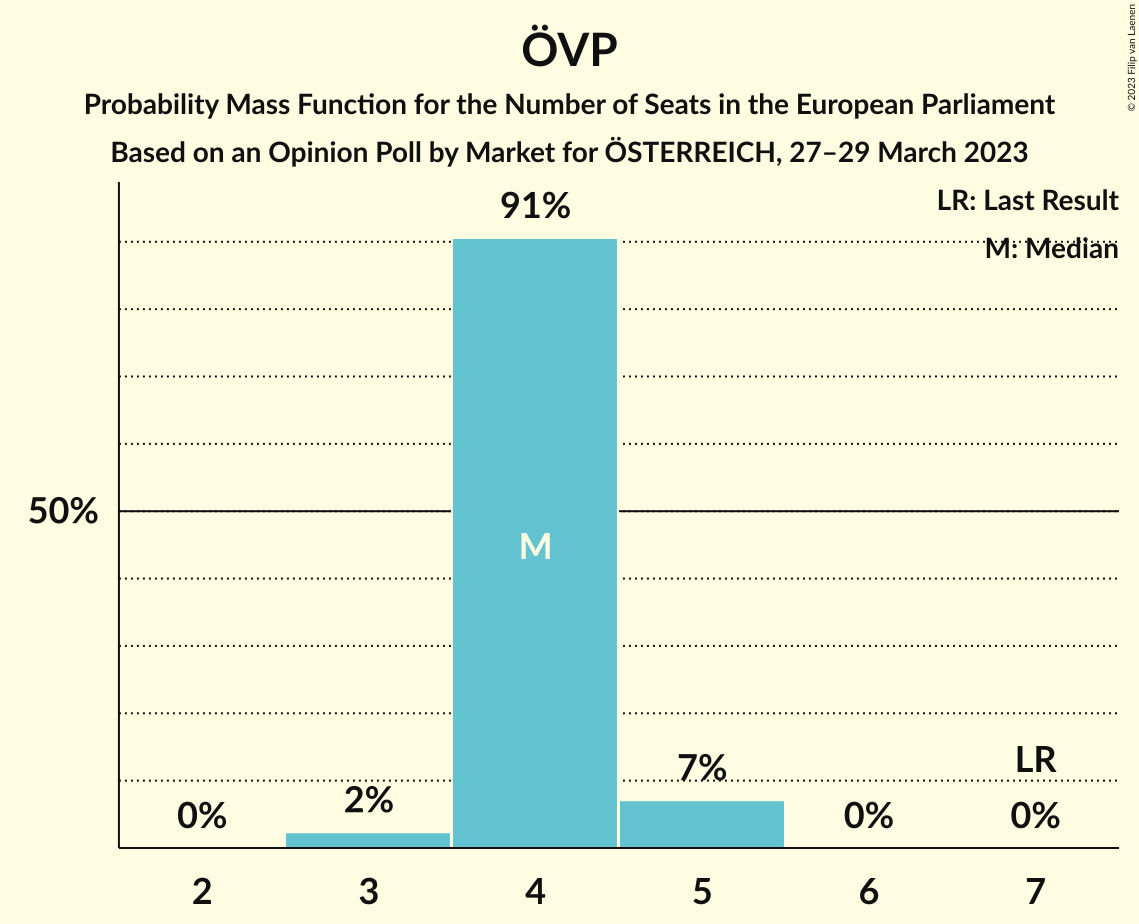 ÖVP
Probability Mass Function for the Number of Seats in the European Parliament
Based on an Opinion Poll by Market for ÖSTERREICH, 27–29 March 2023
© 2023 Filip van Laenen
LR: Last Result
M: Median
91%
50%
M
0%
2%
7%
0%
LR
0%
2 3 4 5 6 7